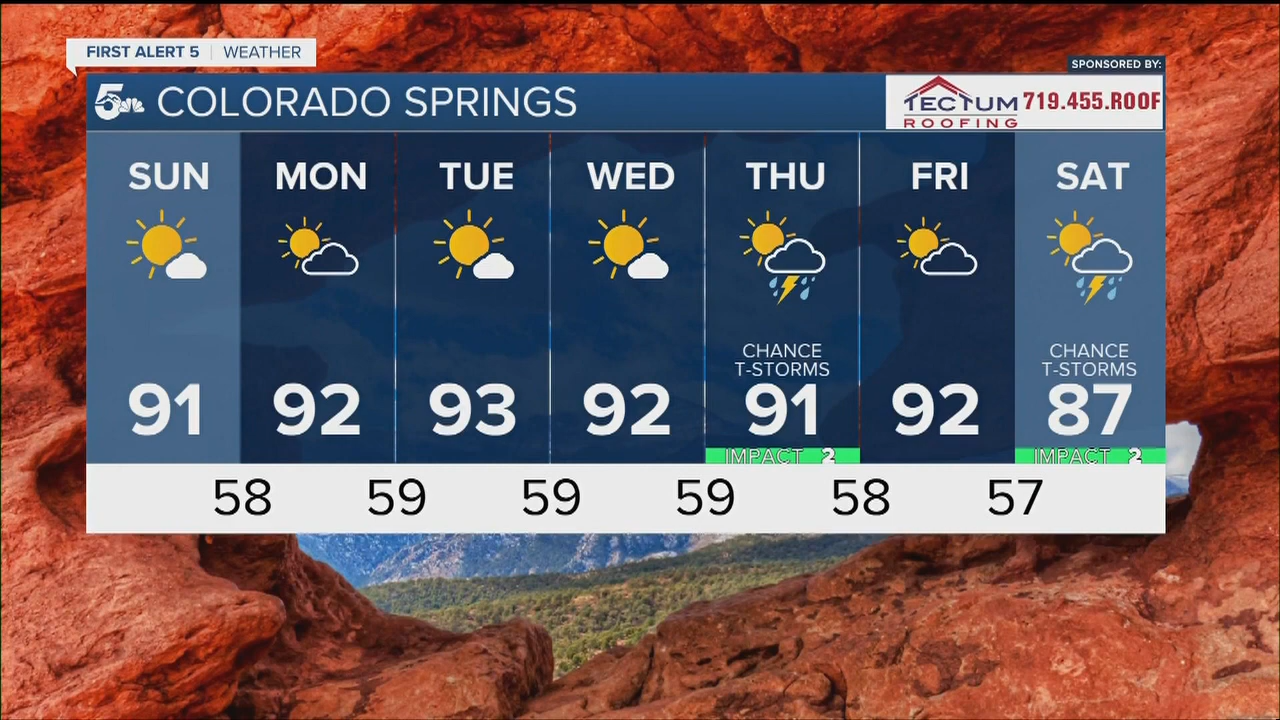 FIRST ALERT 5 | WEATHER
SPONSORED BY:
5 COLORADO SPRINGS
TECTUM
ROOFING
719.455.ROOF
SUN MON TUE WED THU FRI SAT
CHANCE T-STORMS
CHANCE T-STORMS
91 92 93 92 91 92 87
IMPACT 2
IMPACT 2
58 59 59 59 58 57